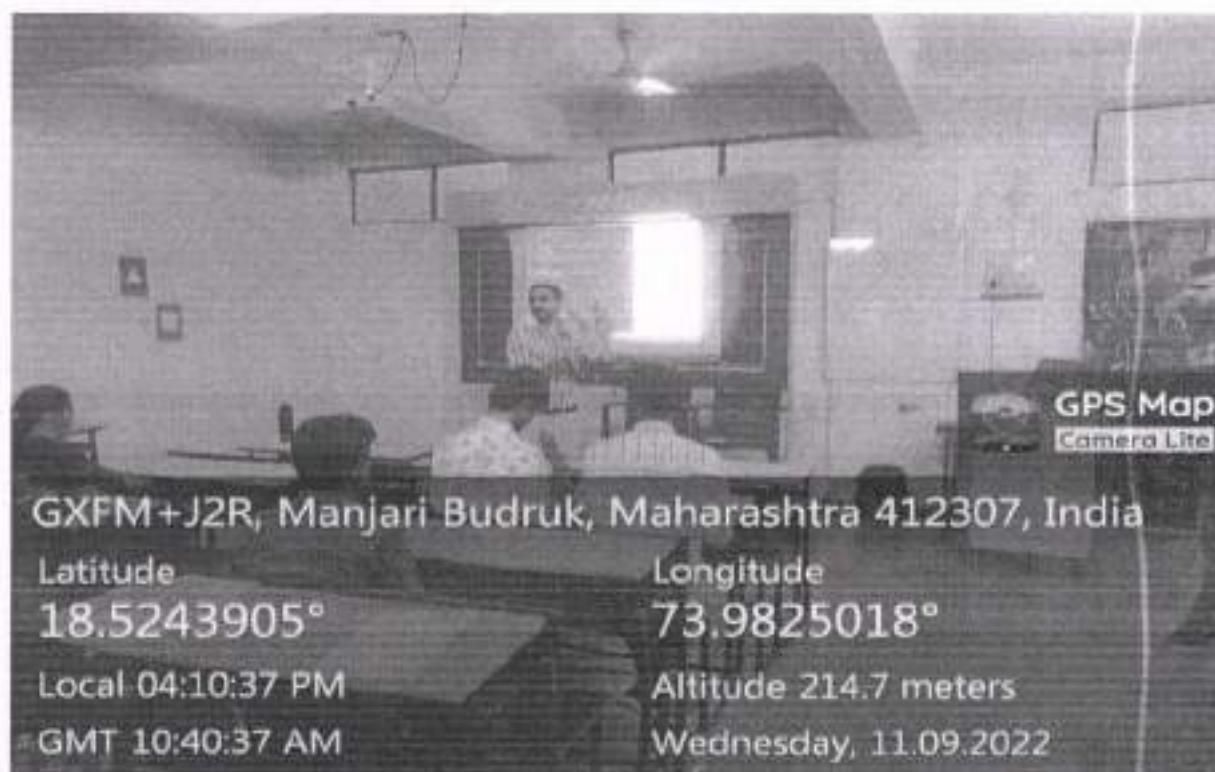 GPS Map
Camera Lite
GXFM+J2R, Manjari Budruk, Maharashtra 412307, India
Latitude
18.5243905°
Longitude
73.9825018°
Local 04:10:37 PM
GMT 10:40:37 AM
Altitude 214.7 meters
Wednesday, 11.09.2022